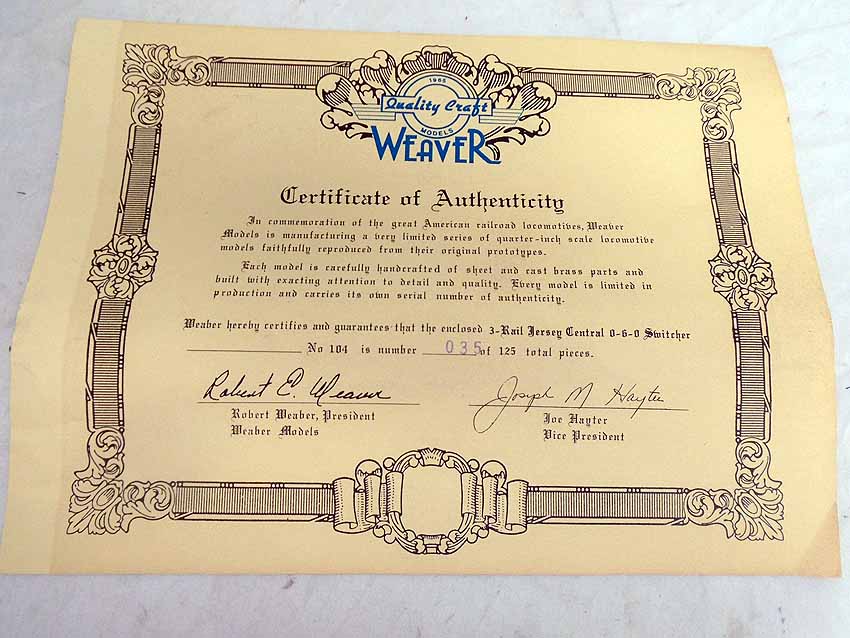 1965
Quality Craft
MODELS
WEAVER
Certificate of Authenticity
In commemoration of the great American railroad locomotives, Weaver
Models is manufacturing a very limited series of quarter-inch scale locomotive
models faithfully reproduced from their original prototypes.
Each model is carefully handcrafted of sheet and cast brass parts and
built with exacting attention to detail and quality. Every model is limited in
production and carries its own serial number of authenticity.
Weaver hereby certifies and guarantees that the enclosed 3-Rail Jersey Central 0-6-0 Switcher
No 104 is number 035 of 125 total pieces.
Robert E. Weaver Joseph M Hayter
Robert Weaver, President Joe Hayter
Weaver Models Vice President